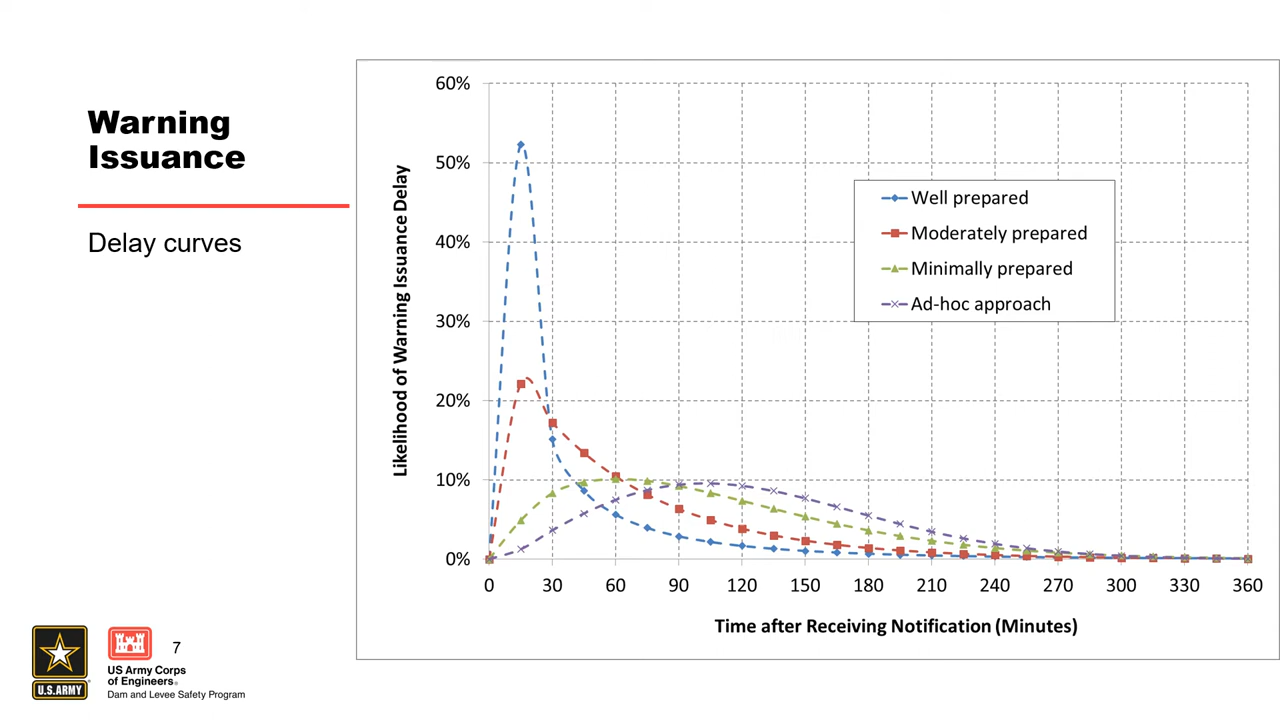 Warning
Issuance
Delay curves
60%
50%
40%
30%
20%
10%
0%
Likelihood of Warning Issuance Delay
Well prepared
Moderately prepared
Minimally prepared
Ad-hoc approach
0 30 60 90 120 150 180 210 240 270 300 330 360
Time after Receiving Notification (Minutes)
U.S.ARMY
7
US Army Corps
of Engineers®
Dam and Levee Safety Program